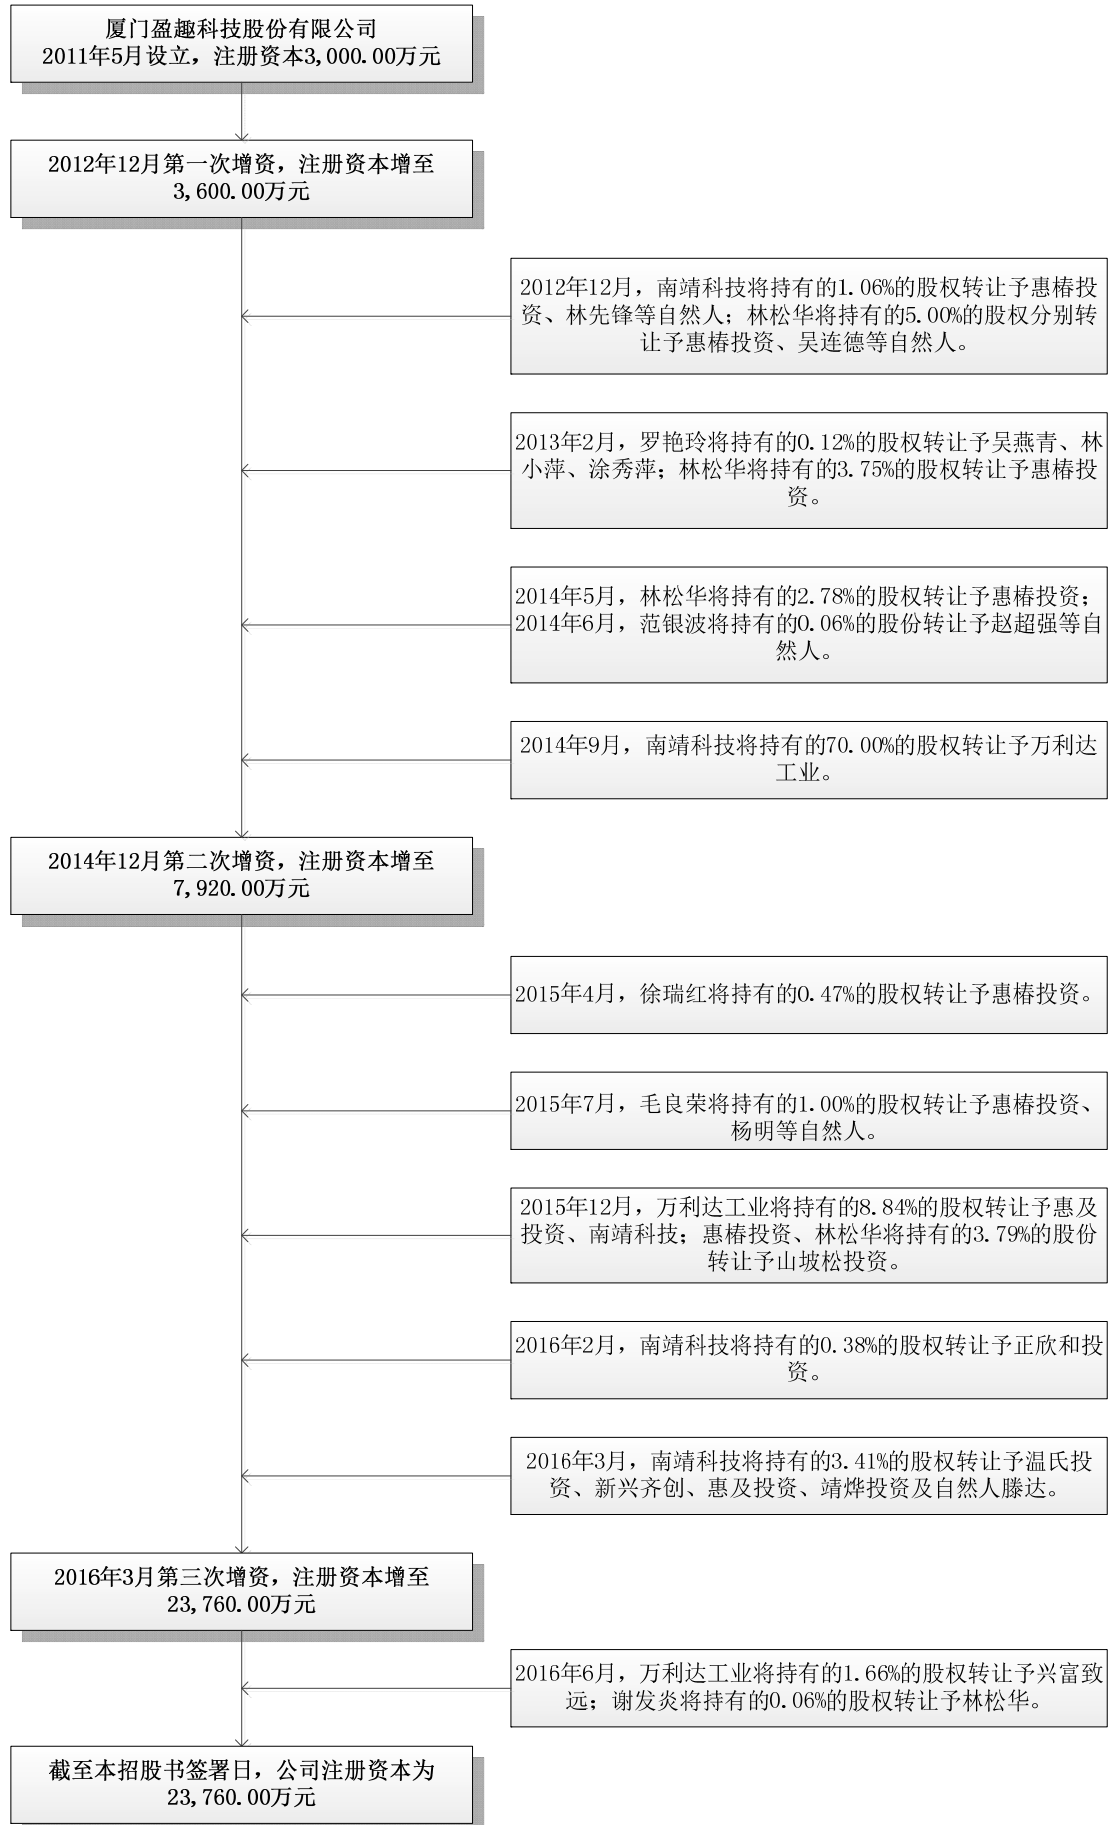 厦门盈趣科技股份有限公司
2011年5月设立，注册资本3,000.00万元
2012年12月第一次增资，注册资本增至
3,600.00万元
2012年12月，南靖科技将持有的1.06%的股权转让予惠椿投
资、林先锋等自然人；林松华将持有的5.00%的股权分别转
让予惠椿投资、吴连德等自然人。
2013年2月，罗艳玲将持有的0.12%的股权转让予吴燕青、林
小萍、涂秀萍；林松华将持有的3.75%的股权转让予惠椿投
资。
2014年5月，林松华将持有的2.78%的股权转让予惠椿投资；
2014年6月，范银波将持有的0.06%的股份转让予赵超强等自
然人。
2014年9月，南靖科技将持有的70.00%的股权转让予万利达
工业。
2014年12月第二次增资，注册资本增至
7,920.00万元
2015年4月，徐瑞红将持有的0.47%的股权转让予惠椿投资。
2015年7月，毛良荣将持有的1.00%的股权转让予惠椿投资、
杨明等自然人。
2015年12月，万利达工业将持有的8.84%的股权转让予惠及
投资、南靖科技；惠椿投资、林松华将持有的3.79%的股份
转让予山坡松投资。
2016年2月，南靖科技将持有的0.38%的股权转让予正欣和投
资。
2016年3月，南靖科技将持有的3.41%的股权转让予温氏投
资、新兴齐创、惠及投资、靖烨投资及自然人滕达。
2016年3月第三次增资，注册资本增至
23,760.00万元
2016年6月，万利达工业将持有的1.66%的股权转让予兴富致
远；谢发炎将持有的0.06%的股权转让予林松华。
截至本招股书签署日，公司注册资本为
23,760.00万元